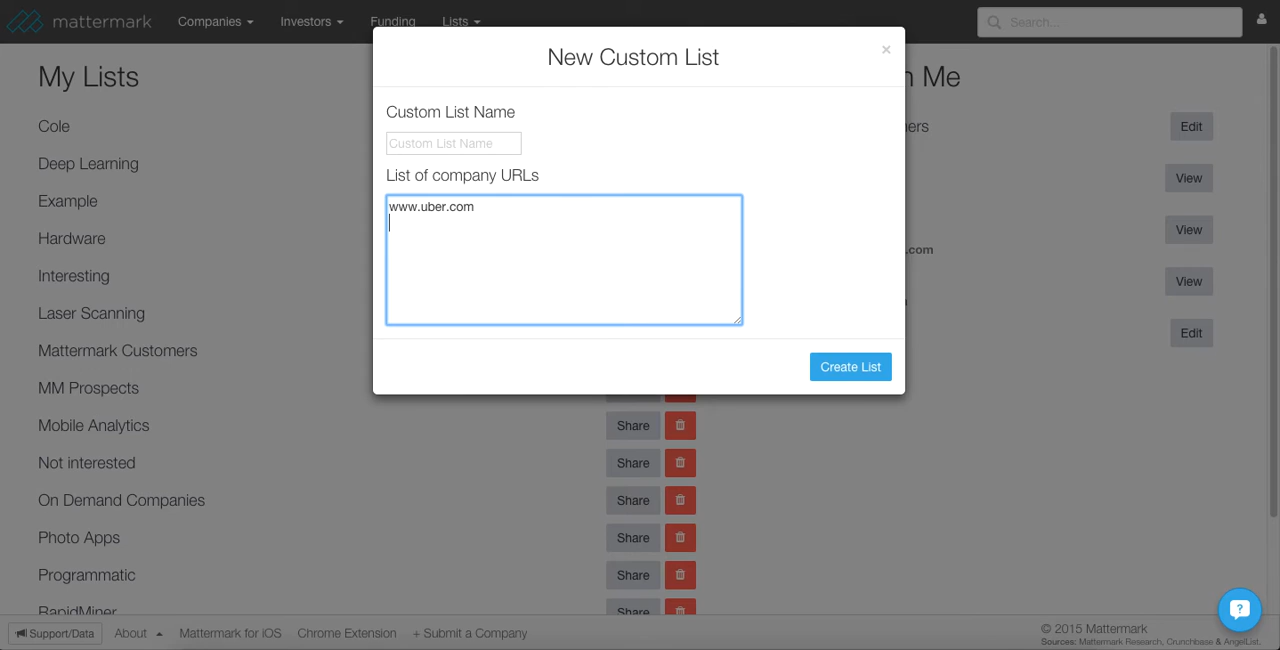 mattermark
Companies Investors Funding Lists
Search...
New Custom List
×
My Lists
Me
Custom List Name
Custom List Name
List of company URLs
www.uber.com
Create List
Cole
Deep Learning
Example
Hardware
Interesting
Laser Scanning
Mattermark Customers
MM Prospects
Mobile Analytics Share
Not interested Share
On Demand Companies Share
Photo Apps Share
Programmatic Share
RapidMiner Share
Edit
View
View
.com
View
Edit
?
Support/Data About Mattermark for iOS Chrome Extension + Submit a Company
© 2015 Mattermark
Sources: Mattermark Research, Crunchbase & AngelList.